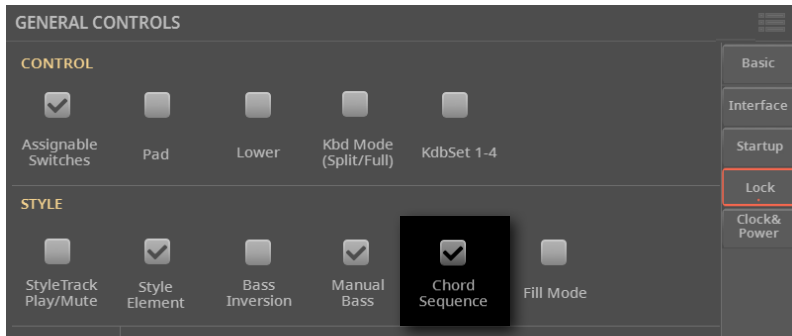 GENERAL CONTROLS
CONTROL
Assignable
Switches
Pad
Lower
Kbd Mode
(Split/Full)
KdbSet 1-4
STYLE
StyleTrack
Play/Mute
Style
Element
Bass
Inversion
Manual
Bass
Chord
Sequence
Fill Mode
Basic
Interface
Startup
Lock
Clock&
Power